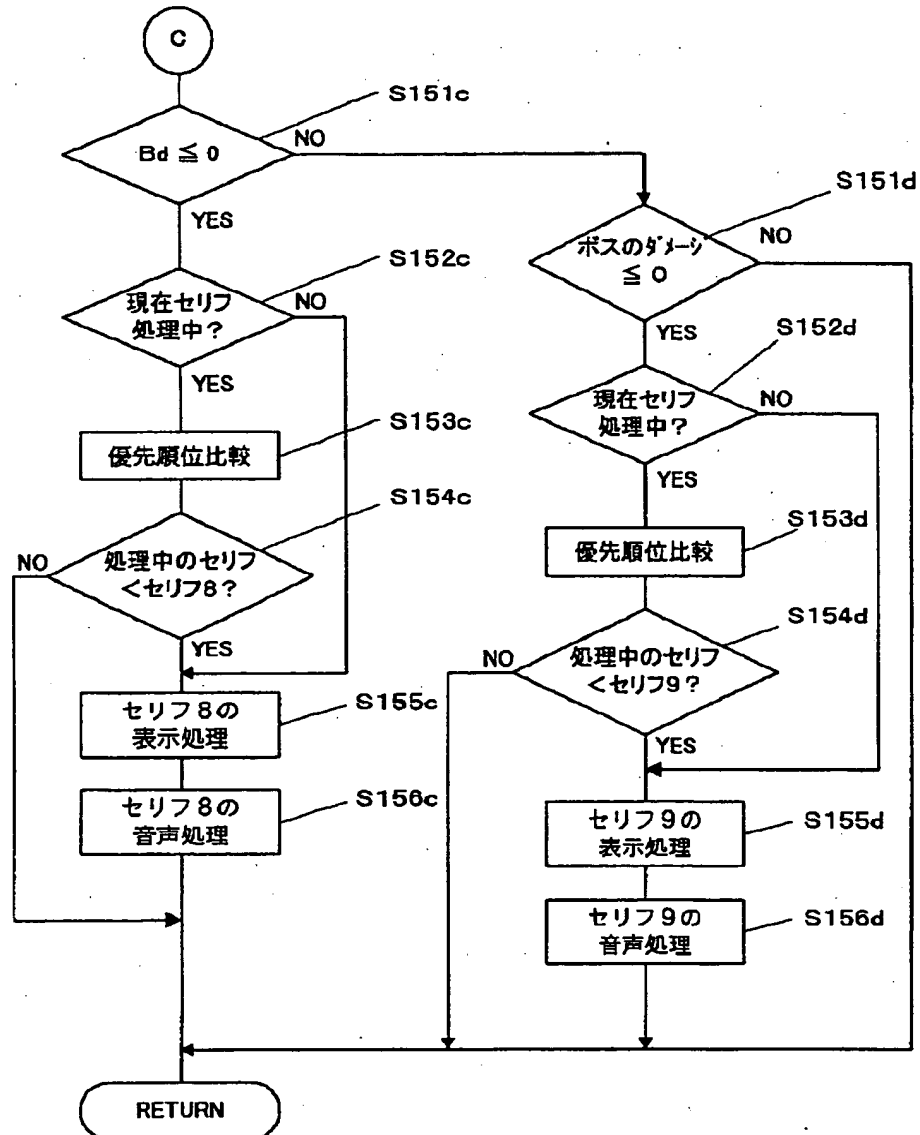 C
S151c
Bd ≦ 0
NO
YES
S151d
ボスのダメージ
≦ 0
NO
YES
S152c
現在セリフ
処理中?
NO
YES
S152d
現在セリフ
処理中?
NO
YES
S153c
優先順位比較
S153d
優先順位比較
S154c
処理中のセリフ
<セリフ8?
NO
YES
S154d
処理中のセリフ
<セリフ9?
NO
YES
S155c
セリフ8の
表示処理
S155d
セリフ9の
表示処理
S156c
セリフ8の
音声処理
S156d
セリフ9の
音声処理
RETURN